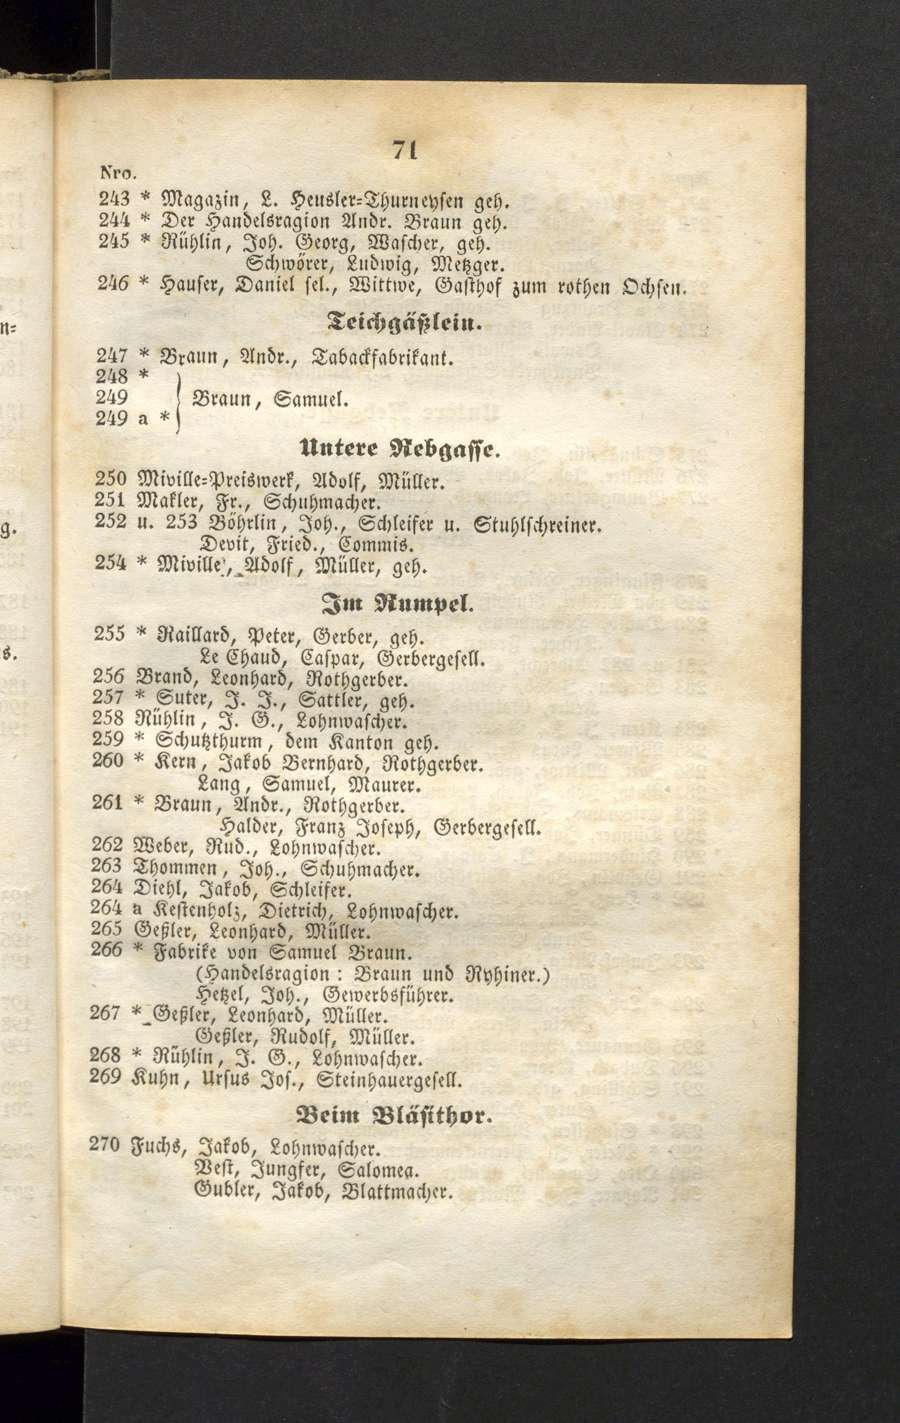 71
Nro.
243 * Magazin, L. Heusler-Thurneysen geh.
244 * Der Handelsragion Andr. Braun geh.
245 * Rühlin, Joh. Georg, Wascher, geh.
Schwörer, Ludwig, Metzger.
246 * Hauser, Daniel sel., Wittwe, Gasthof zum rothen Ochsen.
Teichgäßlein.
247 * Braun, Andr., Tabackfabrikant.
248 *
249 Braun, Samuel.
249 a *
Untere Rebgasse.
250 Miville-Preiswerk, Adolf, Müller.
251 Makler, Fr., Schuhmacher.
252 u. 253 Böhrlin, Joh., Schleifer u. Stuhlschreiner.
Devit, Fried., Commis.
254 * Miville, Adolf, Müller, geh.
Im Rumpel.
255 * Raillard, Peter, Gerber, geh.
Le Chaud, Caspar, Gerbergesell.
256 Brand, Leonhard, Rothgerber.
257 * Suter, J. J., Sattler, geh.
258 Rühlin, J. G., Lohnwascher.
259 * Schutzthurm, dem Kanton geh.
260 * Kern, Jakob Bernhard, Rothgerber.
Lang, Samuel, Maurer.
261 * Braun, Andr., Rothgerber.
Halder, Franz Joseph, Gerbergesell.
262 Weber, Rud., Lohnwascher.
263 Thommen, Joh., Schuhmacher.
264 Diehl, Jakob, Schleifer.
264 a Kestenholz, Dietrich, Lohnwascher.
265 Geßler, Leonhard, Müller.
266 * Fabrike von Samuel Braun.
(Handelsragion : Braun und Ryhiner.)
Hetzel, Joh., Gewerbsführer.
267 * Geßler, Leonhard, Müller.
Geßler, Rudolf, Müller.
268 * Rühlin, J. G., Lohnwascher.
269 Kuhn, Ursus Jos., Steinhauergesell.
Beim Bläsithor.
270 Fuchs, Jakob, Lohnwascher.
Vest, Jungfer, Salomea.
Gubler, Jakob, Blattmacher.